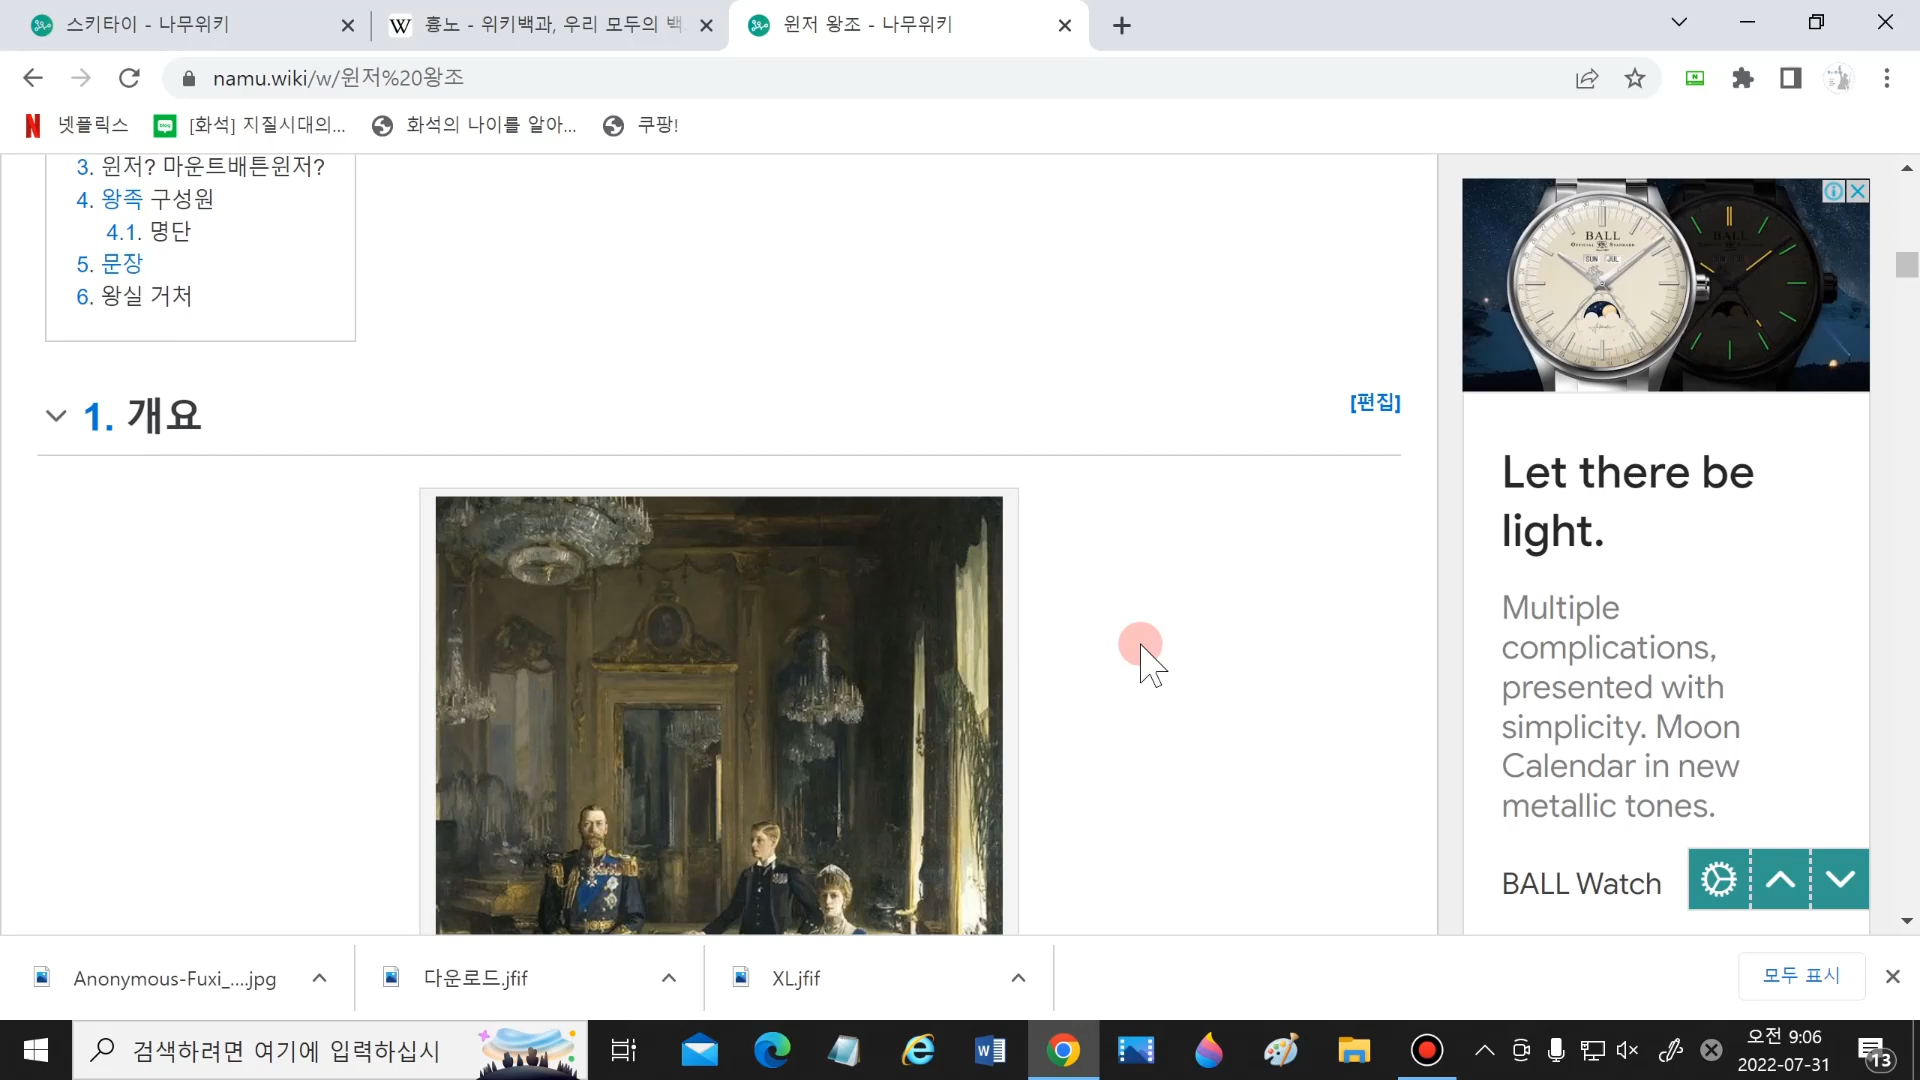 스키타이 - 나무위키
흉노 - 위키백과, 우리 모두의 백
윈저 왕조 - 나무위키
namu.wiki/w/윈저%20왕조
넷플릭스
[화석] 지질시대의...
화석의 나이를 알아...
쿠팡!
3. 윈저? 마운트배튼윈저?
4. 왕족 구성원
4.1. 명단
5. 문장
6. 왕실 거처
1. 개요
[편집]
BALL
OFFICIAL STANDARD
SUN JUL
BALL
Let there be
light.
Multiple
complications,
presented with
simplicity. Moon
Calendar in new
metallic tones.
BALL Watch
Anonymous-Fuxi_....jpg
다운로드.jfif
XL.jfif
모두 표시
검색하려면 여기에 입력하십시
오전 9:06
2022-07-31
13